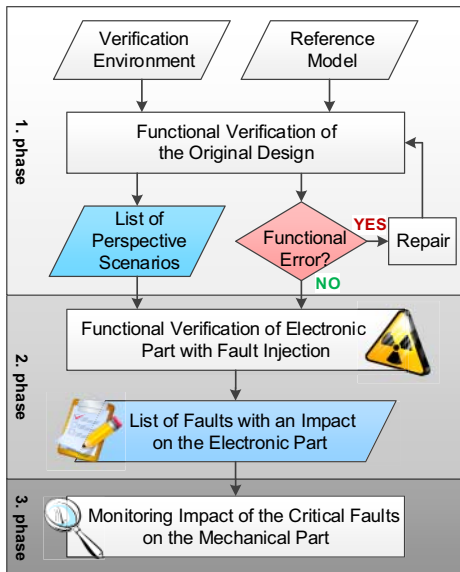 Verification
Environment
Reference
Model
1. phase
Functional Verification of
the Original Design
List of
Perspective
Scenarios
Functional
Error?
YES
Repair
NO
2. phase
Functional Verification of Electronic
Part with Fault Injection
List of Faults with an Impact
on the Electronic Part
3. phase
Monitoring Impact of the Critical Faults
on the Mechanical Part